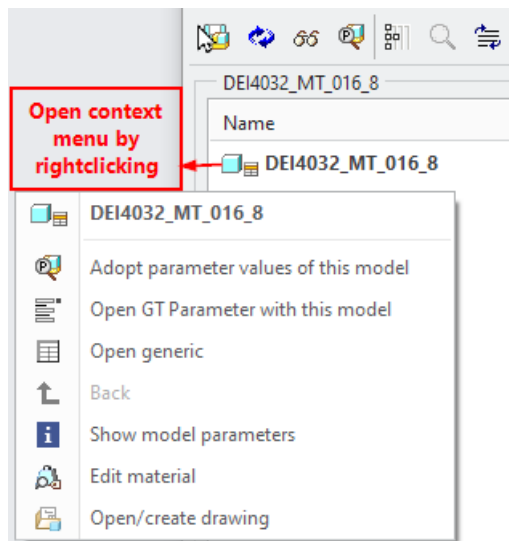 DEI4032_MT_016_8
Name
Open context
menu by
rightclicking
DEI4032_MT_016_8
DEI4032_MT_016_8
Adopt parameter values of this model
Open GT Parameter with this model
Open generic
Back
Show model parameters
Edit material
Open/create drawing